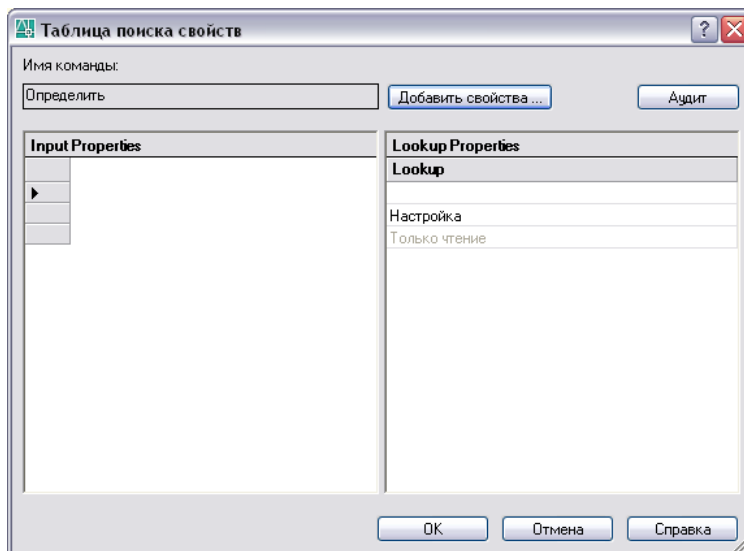 Таблица поиска свойств
Имя команды:
Определить
Добавить свойства ...
Аудит
Input Properties
Lookup Properties
Lookup
Настройка
Только чтение
OK
Отмена
Справка